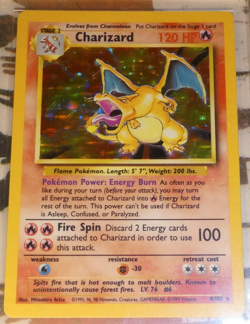 STAGE 2
Evolves from Charmeleon Put Charizard on the Stage 1 card
Charizard 120 HP
Flame Pokémon. Length: 5' 7", Weight: 200 lbs.
Pokémon Power: Energy Burn As often as you
like during your turn (before your attack), you may turn
all Energy attached to Charizard into Energy for the rest
of the turn. This power can't be used if Charizard
is Asleep, Confused, or Paralyzed.
Fire Spin Discard 2 Energy cards
attached to Charizard in order to use
this attack.
100
weakness resistance retreat cost
-30
Spits fire that is hot enough to melt boulders. Known to
unintentionally cause forest fires. LV. 76 #6
Illus. Mitsuhiro Arita
4/102